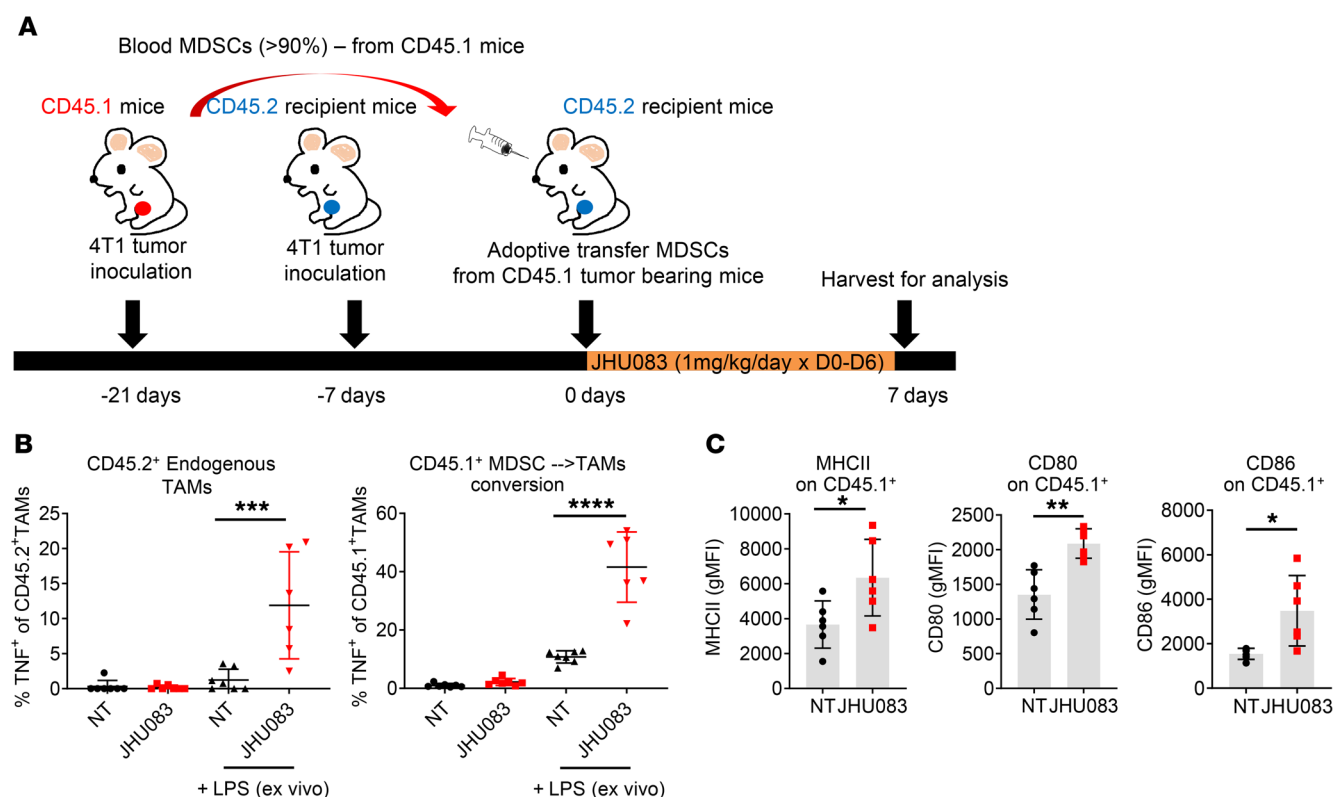 A
Blood MDSCs (>90%) – from CD45.1 mice
CD45.1 mice
CD45.2 recipient mice
CD45.2 recipient mice
4T1 tumor
inoculation
4T1 tumor
inoculation
Adoptive transfer MDSCs
from CD45.1 tumor bearing mice
Harvest for analysis
JHU083 (1mg/kg/day x D0-D6)
-21 days
-7 days
0 days
7 days
B
CD45.2⁺ Endogenous
TAMs
% TNF⁺ of CD45.2⁺TAMs
25
20
15
10
5
0
***
NT
JHU083
NT
JHU083
+ LPS (ex vivo)
CD45.1⁺ MDSC -->TAMs
conversion
% TNF⁺ of CD45.1⁺TAMs
60
40
20
0
****
NT
JHU083
NT
JHU083
+ LPS (ex vivo)
C
MHCII
on CD45.1⁺
MHCII (gMFI)
10000
8000
6000
4000
2000
0
*
NT JHU083
CD80
on CD45.1⁺
CD80 (gMFI)
2500
2000
1500
1000
500
0
**
NT JHU083
CD86
on CD45.1⁺
CD86 (gMFI)
8000
6000
4000
2000
0
*
NT JHU083